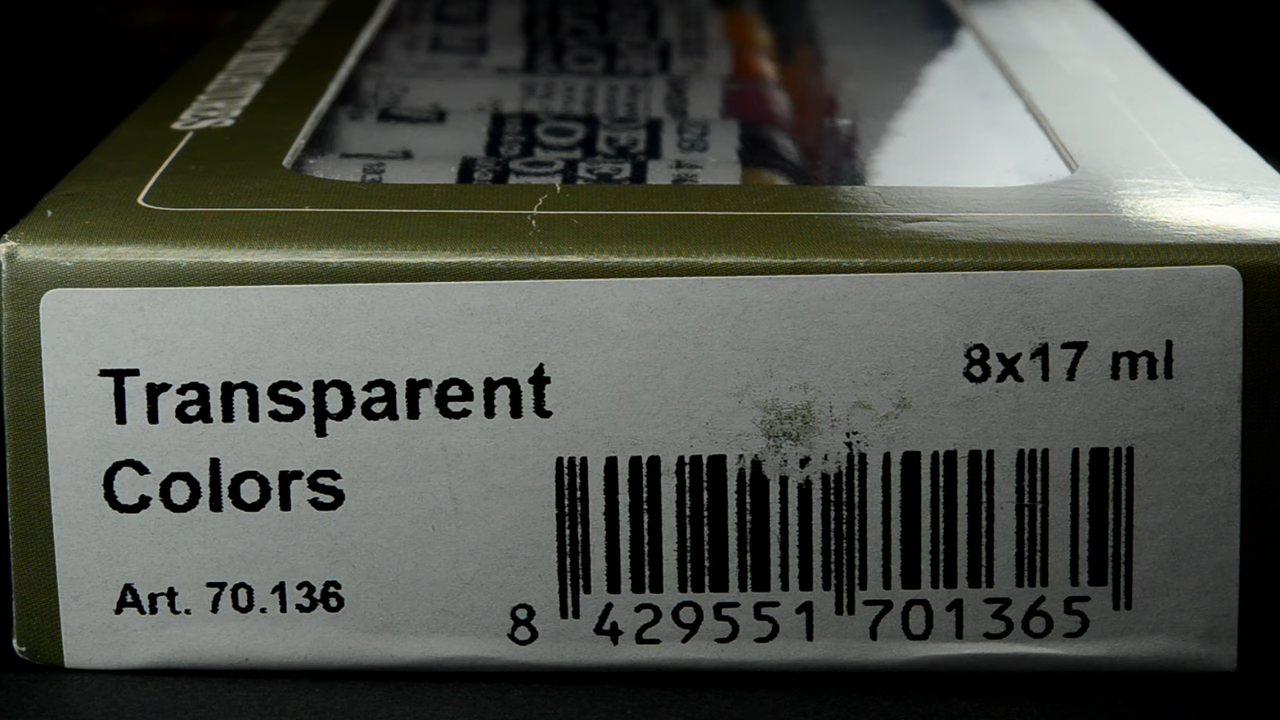 Transparent
Colors
8x17 ml
Art. 70.136
8 429551 701365